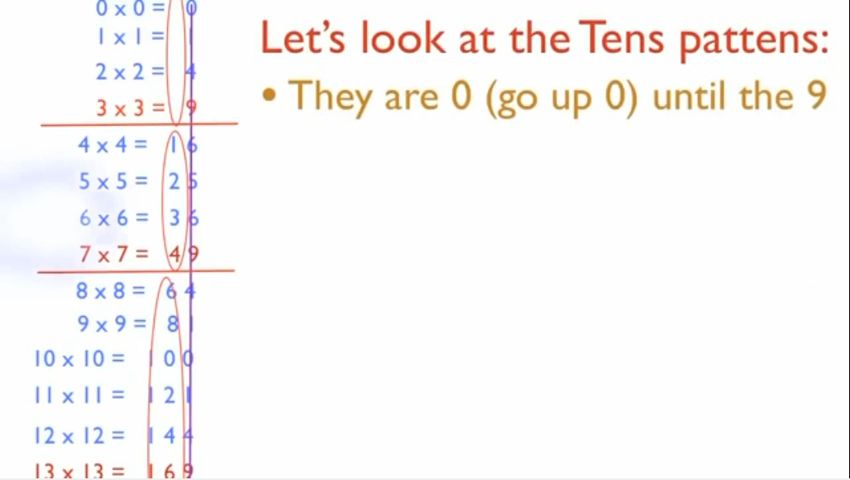 0 x 0 = 0
1 x 1 = 1
2 x 2 = 4
3 x 3 = 9
4 x 4 = 16
5 x 5 = 25
6 x 6 = 36
7 x 7 = 49
8 x 8 = 64
9 x 9 = 81
10 x 10 = 100
11 x 11 = 121
12 x 12 = 144
13 x 13 = 169
Let's look at the Tens pattens:
• They are 0 (go up 0) until the 9